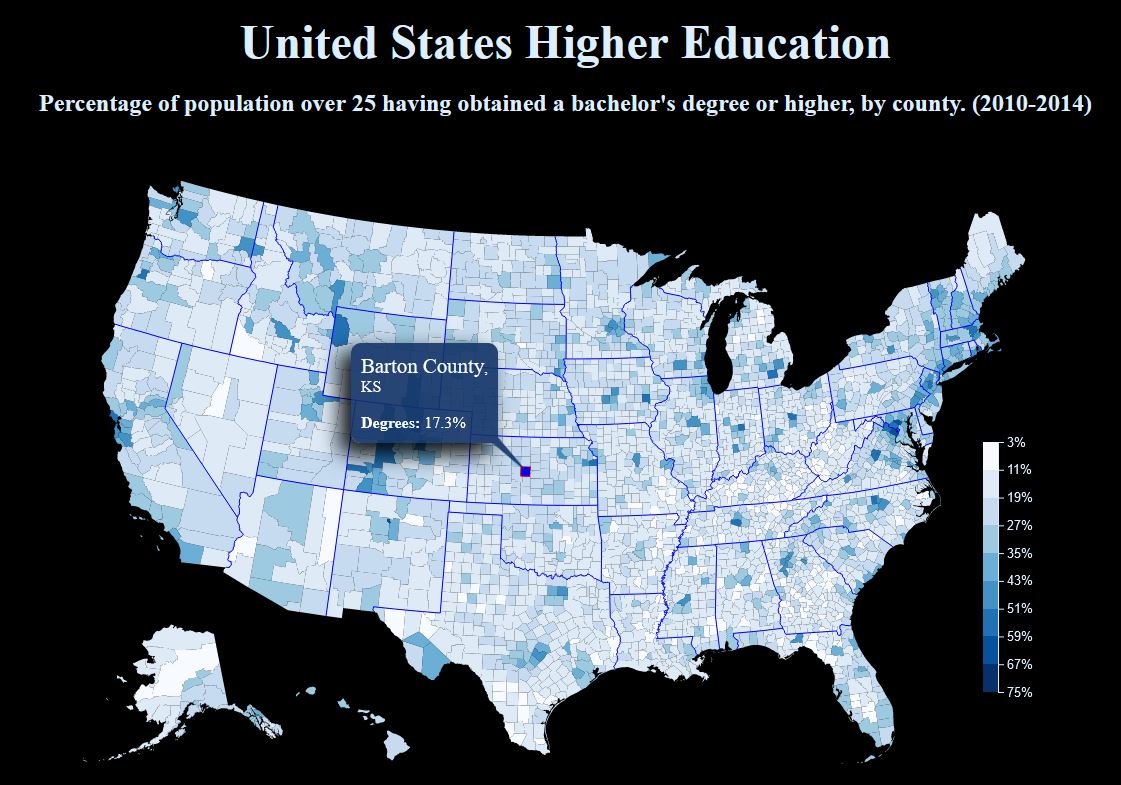 United States Higher Education
Percentage of population over 25 having obtained a bachelor's degree or higher, by county. (2010-2014)
Barton County,
KS
Degrees: 17.3%
3%
11%
19%
27%
35%
43%
51%
59%
67%
75%